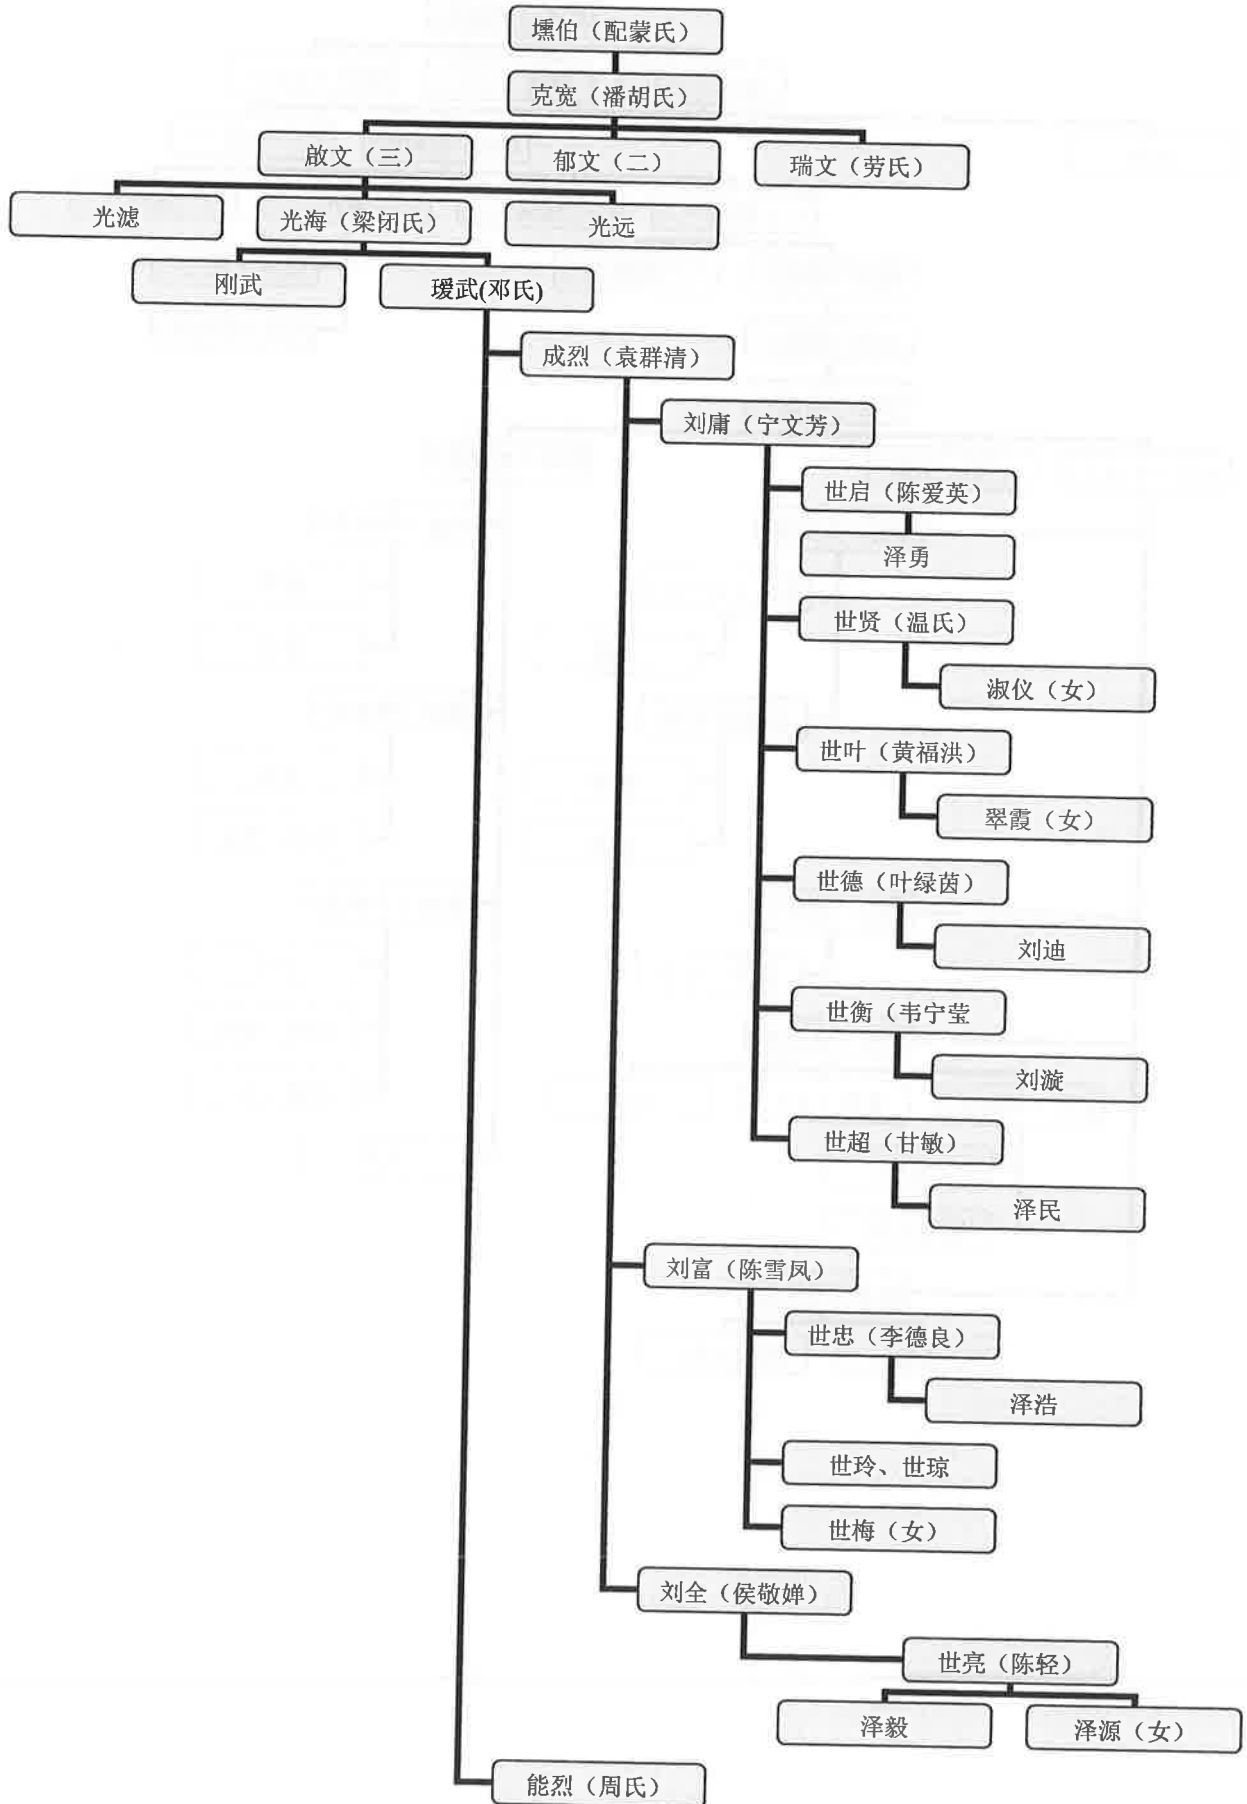 壎伯（配蒙氏）
克宽（潘胡氏）
啟文（三）
郁文（二）
瑞文（劳氏）
光滤
光海（梁闭氏）
光远
刚武
瑷武(邓氏)
成烈（袁群清）
刘庸（宁文芳）
世启（陈爱英）
泽勇
世贤（温氏）
淑仪（女）
世叶（黄福洪）
翠霞（女）
世德（叶绿茵）
刘迪
世衡（韦宁莹
刘漩
世超（甘敏）
泽民
刘富（陈雪凤）
世忠（李德良）
泽浩
世玲、世琼
世梅（女）
刘全（侯敬婵）
世亮（陈轻）
泽毅
泽源（女）
能烈（周氏）